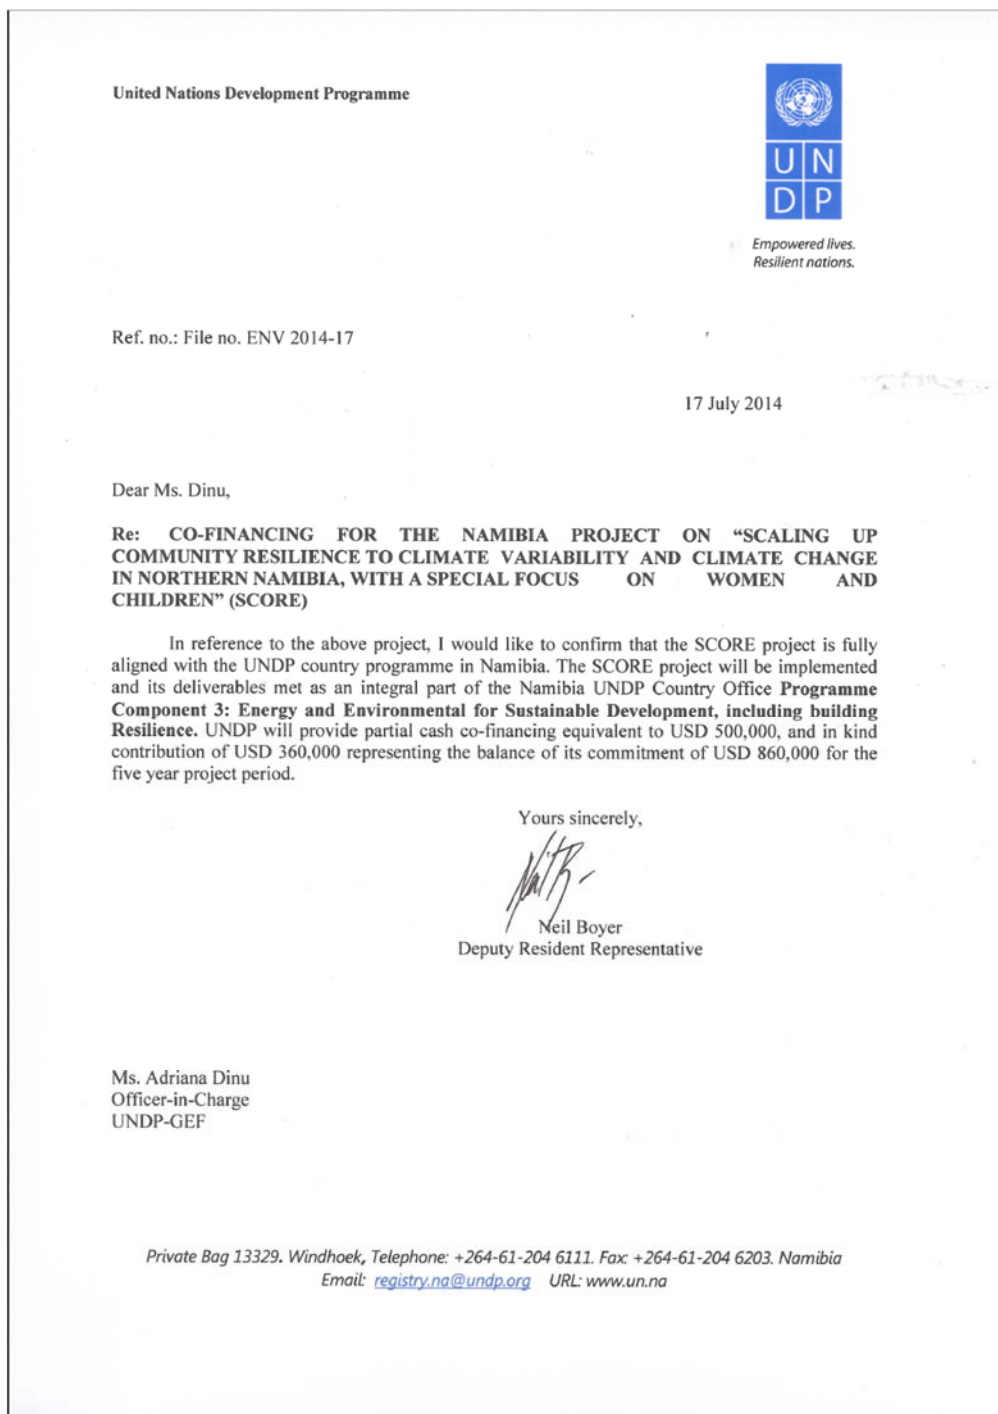 United Nations Development Programme
U N
D P
Empowered lives.
Resilient nations.
Ref. no.: File no. ENV 2014-17
17 July 2014
Dear Ms. Dinu,
Re: CO-FINANCING FOR THE NAMIBIA PROJECT ON “SCALING UP
COMMUNITY RESILIENCE TO CLIMATE VARIABILITY AND CLIMATE CHANGE
IN NORTHERN NAMIBIA, WITH A SPECIAL FOCUS ON WOMEN AND
CHILDREN” (SCORE)
In reference to the above project, I would like to confirm that the SCORE project is fully
aligned with the UNDP country programme in Namibia. The SCORE project will be implemented
and its deliverables met as an integral part of the Namibia UNDP Country Office Programme
Component 3: Energy and Environmental for Sustainable Development, including building
Resilience. UNDP will provide partial cash co-financing equivalent to USD 500,000, and in kind
contribution of USD 360,000 representing the balance of its commitment of USD 860,000 for the
five year project period.
Yours sincerely,
Neil Boyer
Deputy Resident Representative
Ms. Adriana Dinu
Officer-in-Charge
UNDP-GEF
Private Bag 13329. Windhoek, Telephone: +264-61-204 6111. Fax: +264-61-204 6203. Namibia
Email: registry.na@undp.org URL: www.un.na